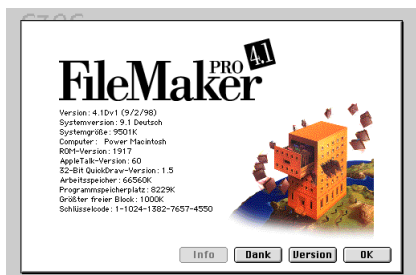 FileMaker PRO 4.1
Version: 4.1Dv1 (9/2/98)
Systemversion: 9.1 Deutsch
Systemgröße: 9501K
Computer: Power Macintosh
ROM-Version: 1917
AppleTalk-Version: 60
32-Bit QuickDraw-Version: 1.5
Arbeitsspeicher: 66560K
Programmspeicherplatz: 8229K
Größter freier Block: 1000K
Schlüsselcode: 1-1024-1382-7657-4550
Info Dank Version OK